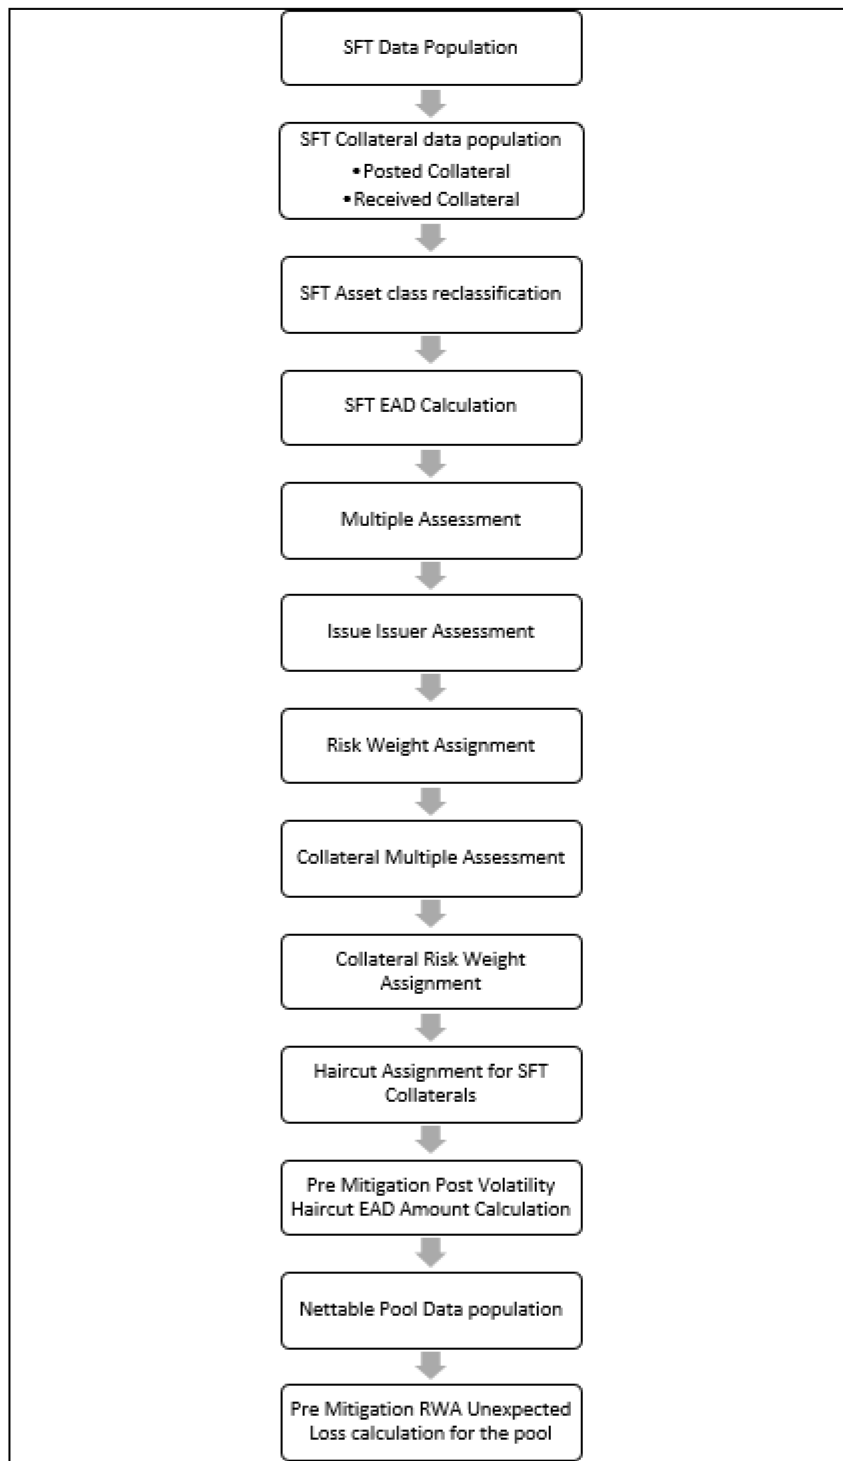 SFT Data Population
SFT Collateral data population
•Posted Collateral
•Received Collateral
SFT Asset class reclassification
SFT EAD Calculation
Multiple Assessment
Issue Issuer Assessment
Risk Weight Assignment
Collateral Multiple Assessment
Collateral Risk Weight
Assignment
Haircut Assignment for SFT
Collaterals
Pre Mitigation Post Volatility
Haircut EAD Amount Calculation
Nettable Pool Data population
Pre Mitigation RWA Unexpected
Loss calculation for the pool